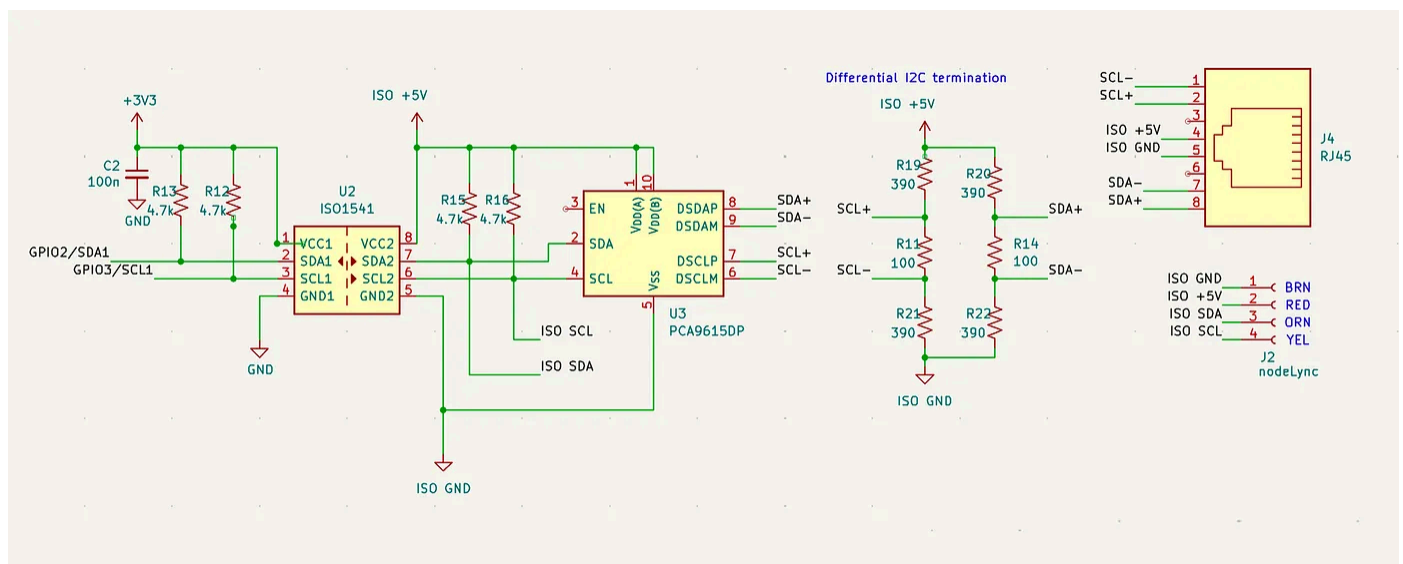 +3V3
C2
100n
GND
R13
4.7k
R12
4.7k
GPIO2/SDA1
GPIO3/SCL1
GND
U2
ISO1541
1 VCC1
2 SDA1
3 SCL1
4 GND1
VCC2 8
SDA2 7
SCL2 6
GND2 5
ISO +5V
R15
4.7k
R16
4.7k
ISO SCL
ISO SDA
ISO GND
1 VDD(A)
10 VDD(B)
3 EN
2 SDA
4 SCL
5 VSS
DSDAP 8 SDA+
DSDAM 9 SDA-
DSCLP 7 SCL+
DSCLM 6 SCL-
U3
PCA9615DP
Differential I2C termination
ISO +5V
R19
390
R20
390
SCL+
SDA+
R11
100
R14
100
SCL-
SDA-
R21
390
R22
390
ISO GND
SCL- 1
SCL+ 2
3
ISO +5V 4
ISO GND 5
6
SDA- 7
SDA+ 8
J4
RJ45
ISO GND 1 BRN
ISO +5V 2 RED
ISO SDA 3 ORN
ISO SCL 4 YEL
J2
nodeLync